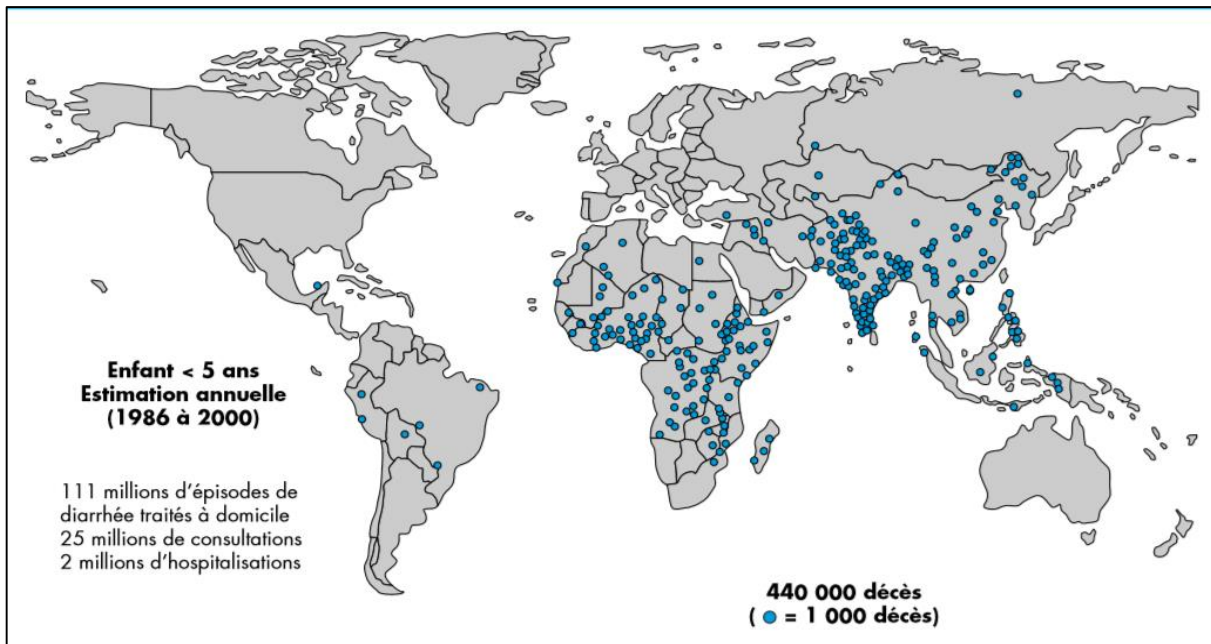 Enfant < 5 ans
Estimation annuelle
(1986 à 2000)
111 millions d'épisodes de
diarrhée traités à domicile
25 millions de consultations
2 millions d'hospitalisations
440 000 décès
( = 1 000 décès)